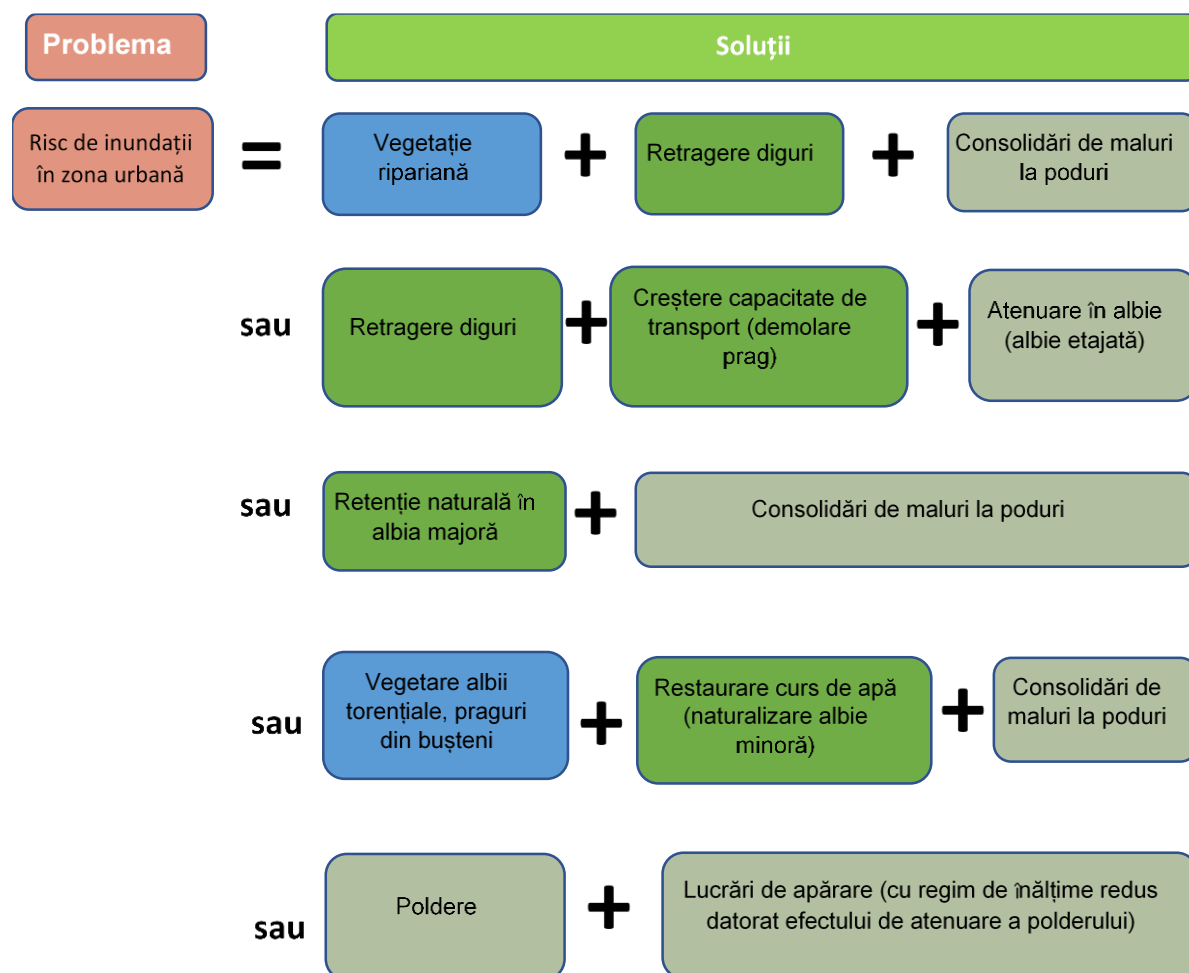 Problema
Soluții
Risc de inundații
în zona urbană
=
Vegetație
ripariană
+
Retragere diguri
+
Consolidări de maluri
la poduri
sau
Retragere diguri
+
Creștere capacitate de
transport (demolare
prag)
+
Atenuare în albie
(albie etajată)
sau
Retenție naturală în
albia majoră
+
Consolidări de maluri la poduri
sau
Vegetare albii
torențiale, praguri
din bușteni
+
Restaurare curs de apă
(naturalizare albie
minoră)
+
Consolidări de
maluri la poduri
sau
Poldere
+
Lucrări de apărare (cu regim de înălțime redus
datorat efectului de atenuare a polderului)